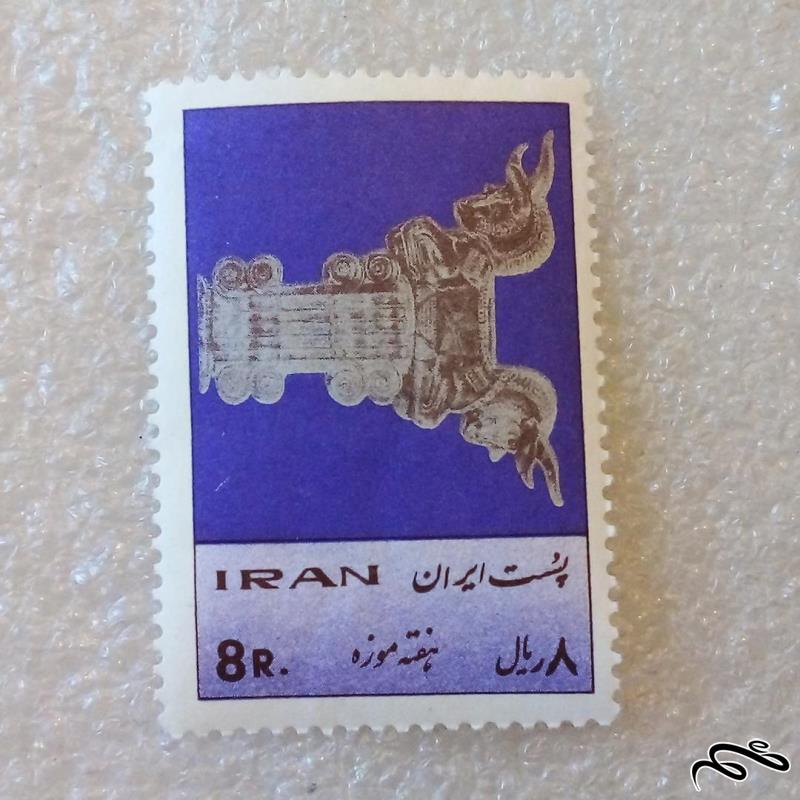 IRAN پست ایران
8R. هفته موزه ۸ ریال